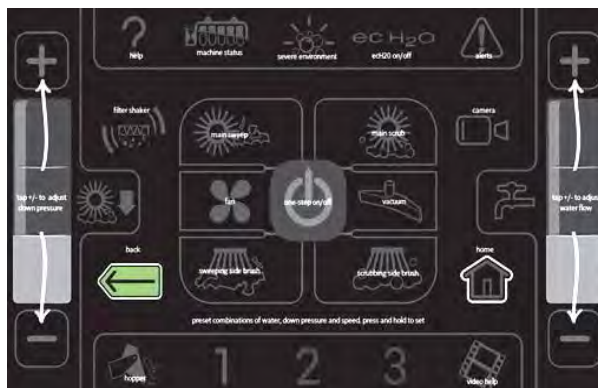 ?
ec H2O
help
machine status
severe environment
ecH20 on/off
alerts
+
+
filter shaker
camera
main sweep
main scrub
tap +/- to adjust
down pressure
fan
one-step on/off
vacuum
tap +/- to adjust
water flow
back
home
sweeping side brush
scrubbing side brush
-
-
preset combinations of water, down pressure and speed. press and hold to set
hopper
1
2
3
video help